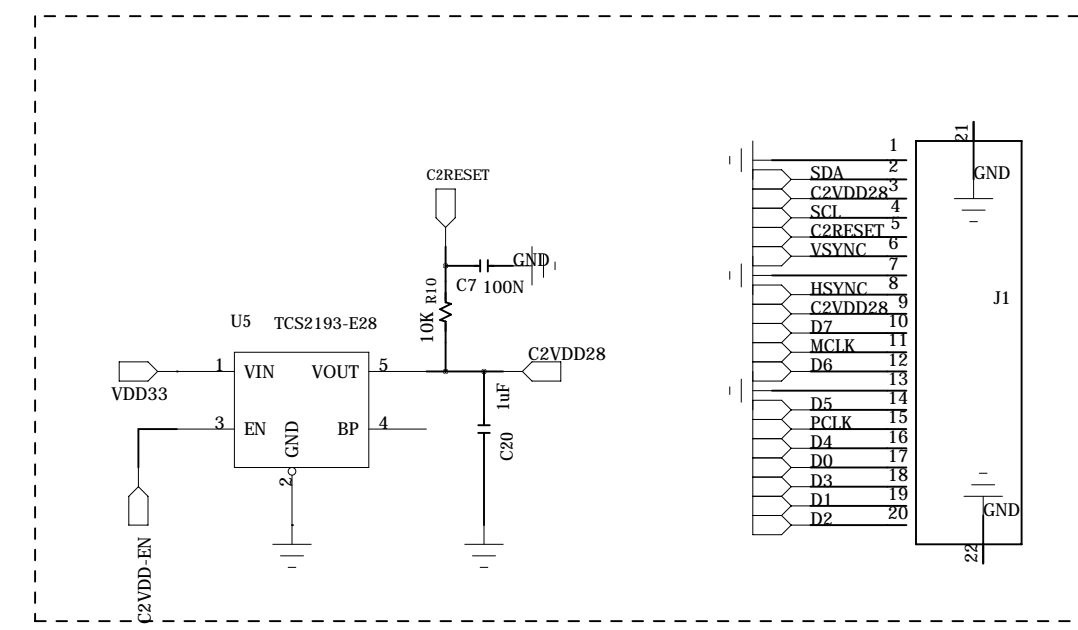 C2RESET
GND
C7 100N
R10
10K
U5 TCS2193-E28
C2VDD28
1 VIN VOUT 5
VDD33
1uF
3 EN BP 4
GND
C20
2
C2VDD-EN
21
1
GND
SDA 2
C2VDD28 3
SCL 4
C2RESET 5
VSYNC 6
7
HSYNC 8
J1
C2VDD28 9
D7 10
MCLK 11
D6 12
13
D5 14
PCLK 15
D4 16
D0 17
D3 18
D1 19
D2 20
GND
22